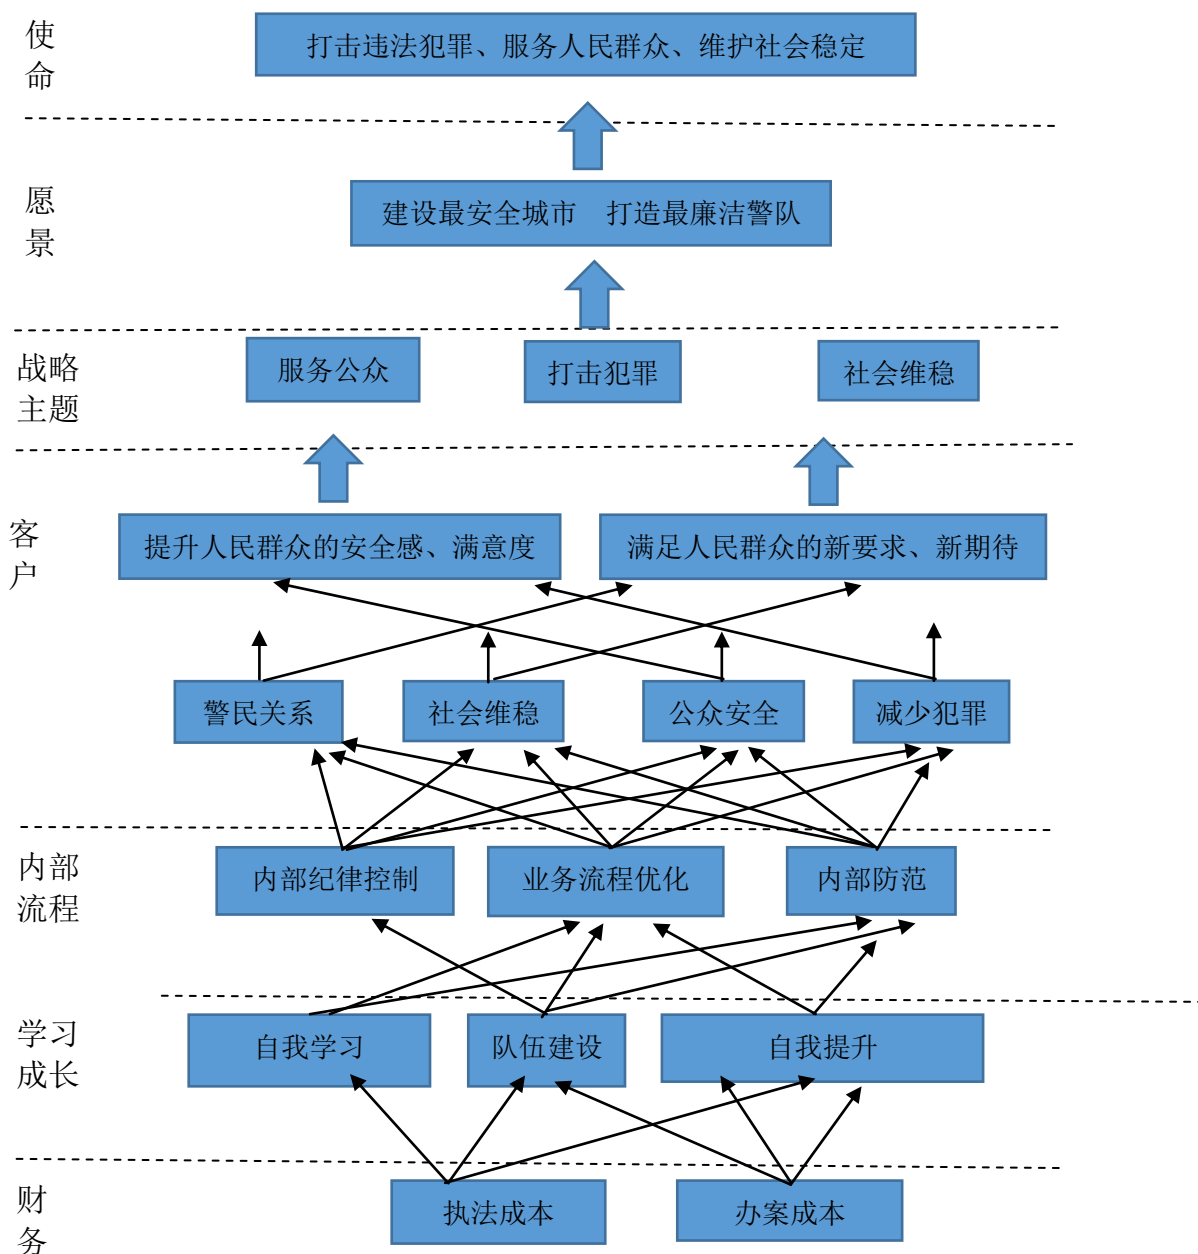 使
命
打击违法犯罪、服务人民群众、维护社会稳定
愿
景
建设最安全城市　打造最廉洁警队
战略
主题
服务公众
打击犯罪
社会维稳
客
户
提升人民群众的安全感、满意度
满足人民群众的新要求、新期待
警民关系
社会维稳
公众安全
减少犯罪
内部
流程
内部纪律控制
业务流程优化
内部防范
学习
成长
自我学习
队伍建设
自我提升
财
务
执法成本
办案成本